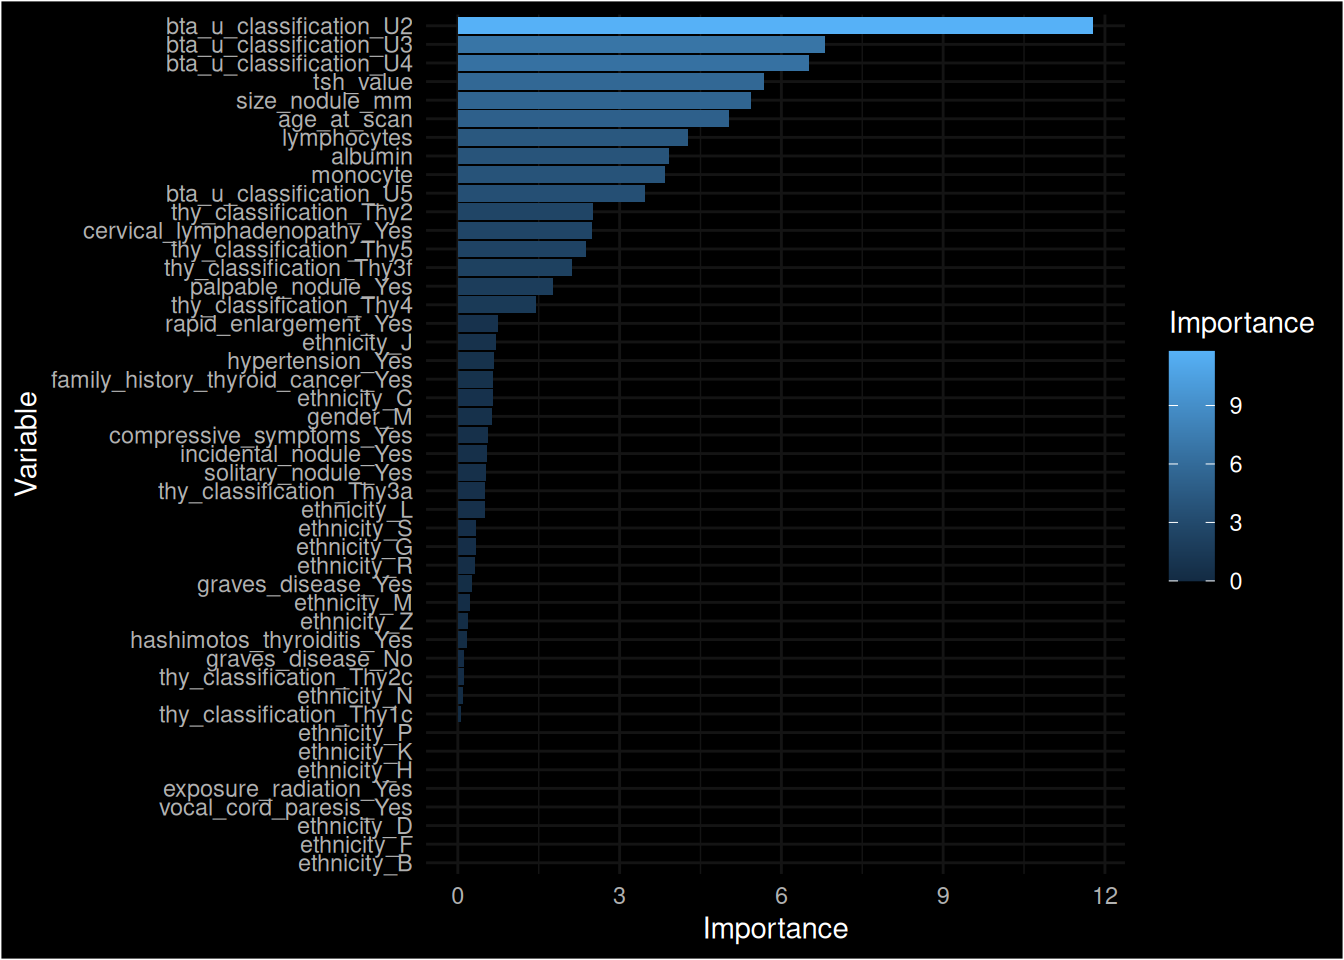 bta_u_classification_U2
bta_u_classification_U3
bta_u_classification_U4
tsh_value
size_nodule_mm
age_at_scan
lymphocytes
albumin
monocyte
bta_u_classification_U5
thy_classification_Thy2
cervical_lymphadenopathy_Yes
thy_classification_Thy5
thy_classification_Thy3f
palpable_nodule_Yes
thy_classification_Thy4
rapid_enlargement_Yes
ethnicity_J
hypertension_Yes
family_history_thyroid_cancer_Yes
ethnicity_C
gender_M
compressive_symptoms_Yes
incidental_nodule_Yes
solitary_nodule_Yes
thy_classification_Thy3a
ethnicity_L
ethnicity_S
ethnicity_G
ethnicity_R
graves_disease_Yes
ethnicity_M
ethnicity_Z
hashimotos_thyroiditis_Yes
graves_disease_No
thy_classification_Thy2c
ethnicity_N
thy_classification_Thy1c
ethnicity_P
ethnicity_K
ethnicity_H
exposure_radiation_Yes
vocal_cord_paresis_Yes
ethnicity_D
ethnicity_F
ethnicity_B
Variable
0 3 6 9 12
Importance
Importance
9
6
3
0